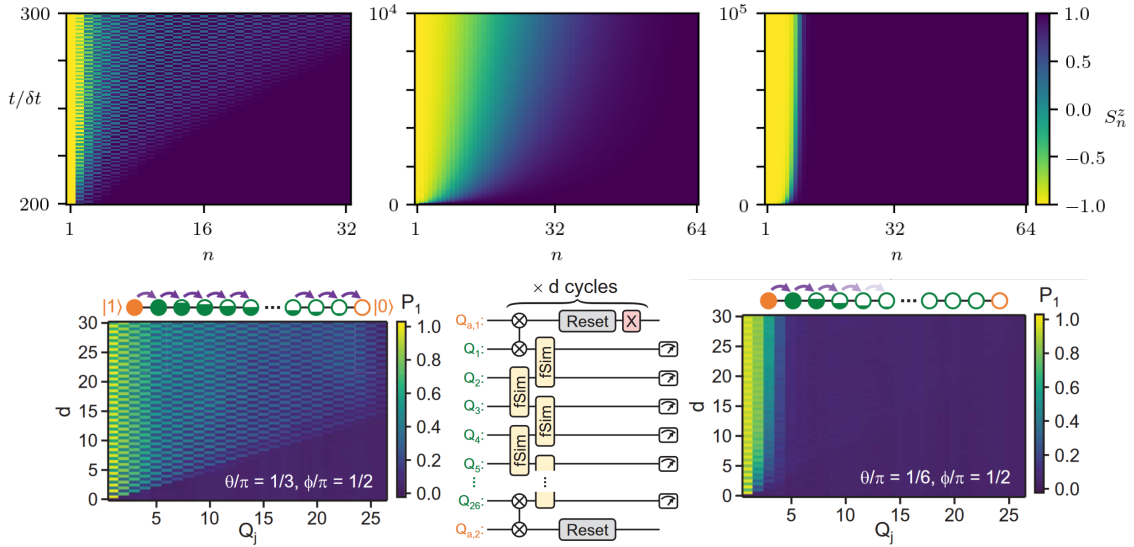 300
t/δt
200
1
16
32
n
10^4
0
1
32
64
n
10^5
0
1
32
64
n
1.0
0.5
0.0
−0.5
−1.0
S_n^z
|1⟩
|0⟩
P_1
30
25
20
15
10
5
0
d
θ/π = 1/3, ϕ/π = 1/2
5
10
15
20
25
Q_j
1.0
0.8
0.6
0.4
0.2
0.0
× d cycles
Q_a,1:
Reset
X
Q_1:
Q_2:
Q_3:
Q_4:
Q_5:
Q_26:
Q_a,2:
Reset
fSim
fSim
fSim
fSim
P_1
30
25
20
15
10
5
0
d
θ/π = 1/6, ϕ/π = 1/2
5
10
15
20
25
Q_j
1.0
0.8
0.6
0.4
0.2
0.0